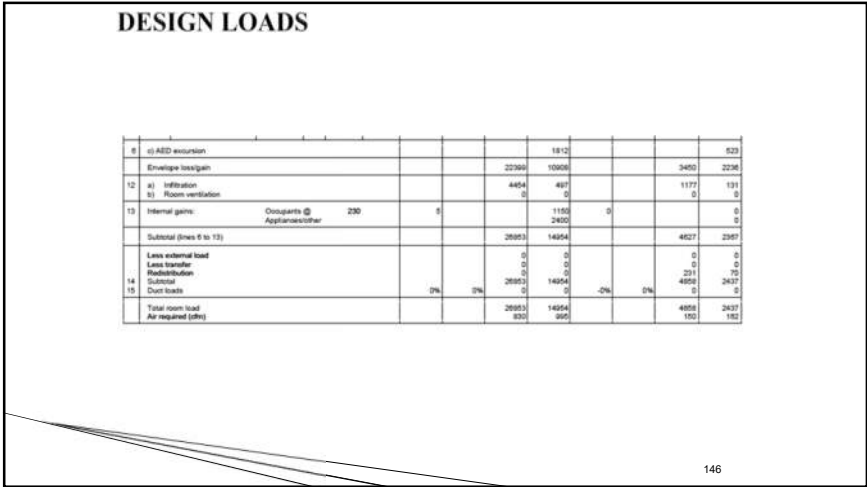 DESIGN LOADS
6 c) AED excursion 1812 523
Envelope loss/gain 22399 10908 3450 2236
12 a) Infiltration 4454 497 1177 131
b) Room ventilation 0 0 0 0
13 Internal gains: Occupants @ 230 5 1150 0 0
Appliances/other 2400 0
Subtotal (lines 6 to 13) 26853 14954 4627 2367
Less external load 0 0 0 0
Less transfer 0 0 0 0
Redistribution 0 0 231 70
14 Subtotal 26853 14954 4858 2437
15 Duct loads 0% 0% 0 0 -0% 0% 0 0
Total room load 26853 14954 4858 2437
Air required (cfm) 830 995 150 162
146